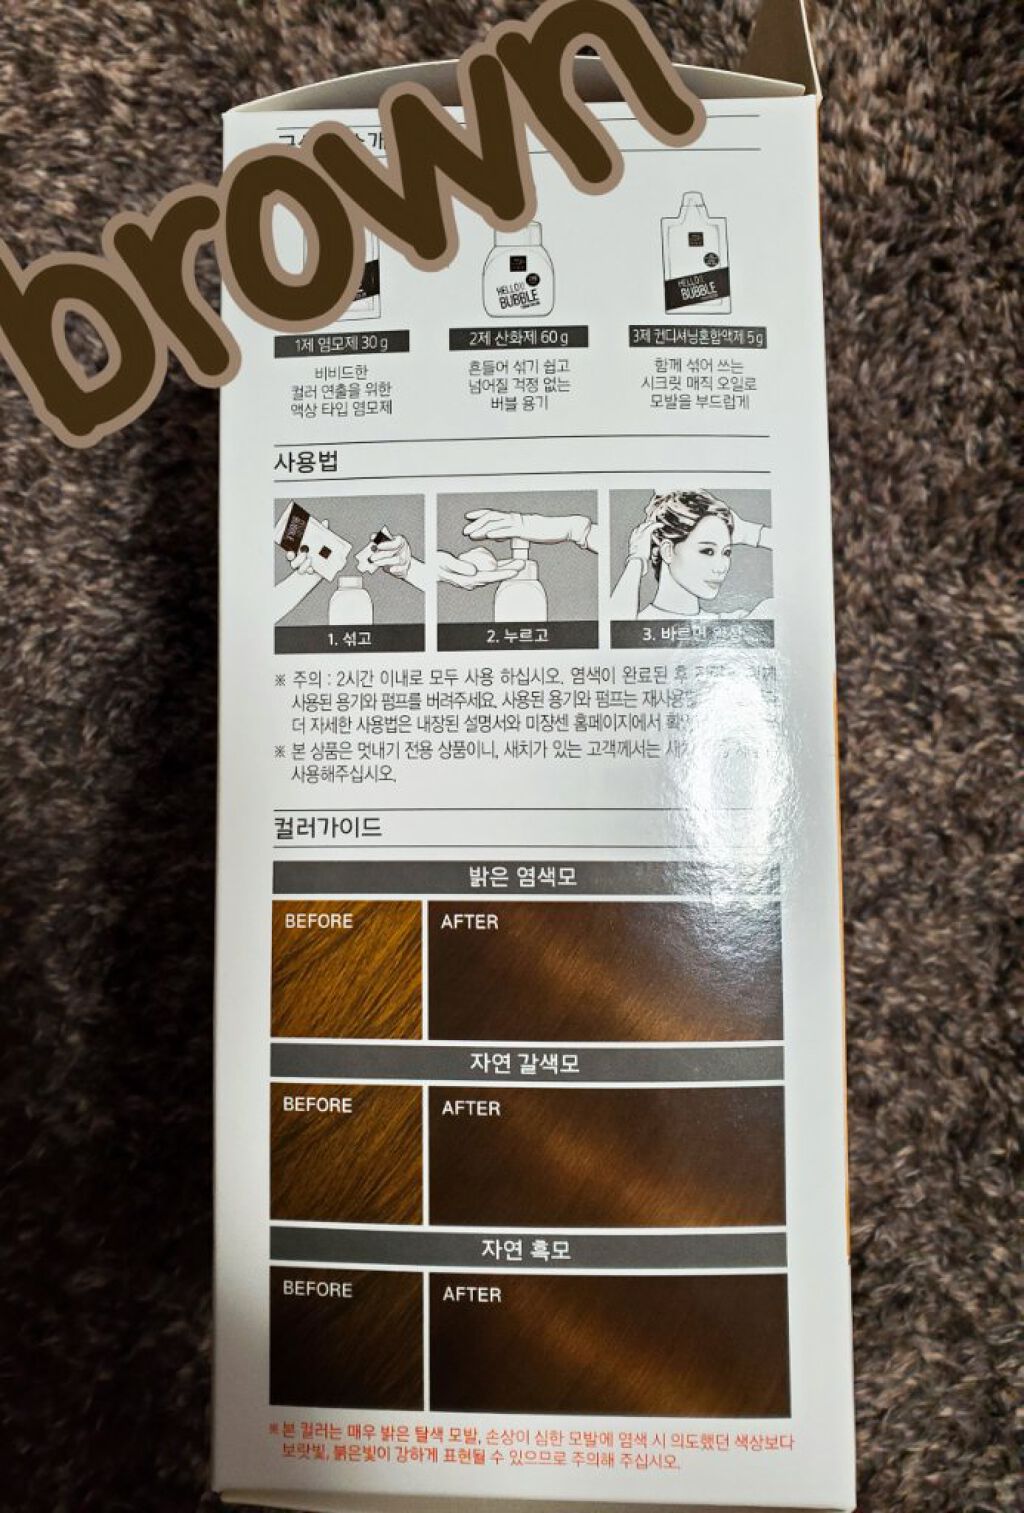 brown
HELLO
BUBBLE
HELLO
BUBBLE
1제 염모제 30 g
2제 산화제 60 g
3제 컨디셔닝혼합액제 5 g
비비드한
컬러 연출을 위한
액상 타입 염모제
흔들어 섞기 쉽고
넘어질 걱정 없는
버블 용기
함께 섞어 쓰는
시크릿 매직 오일로
모발을 부드럽게
사용법
1. 섞고
2. 누르고
3. 바르면 완성
※ 주의 : 2시간 이내로 모두 사용 하십시오. 염색이 완료된 후
사용된 용기와 펌프를 버려주세요. 사용된 용기와 펌프는
더 자세한 사용법은 내장된 설명서와 미쟝센 홈페이지에서
※ 본 상품은 멋내기 전용 상품이니, 새치가 있는 고객께서는
사용해주십시오.
컬러가이드
밝은 염색모
BEFORE AFTER
자연 갈색모
BEFORE AFTER
자연 흑모
BEFORE AFTER
※ 본 컬러는 매우 밝은 탈색 모발, 손상이 심한 모발에 염색 시 의도했던 색상보다
보랏빛, 붉은빛이 강하게 표현될 수 있으므로 주의해 주십시오.